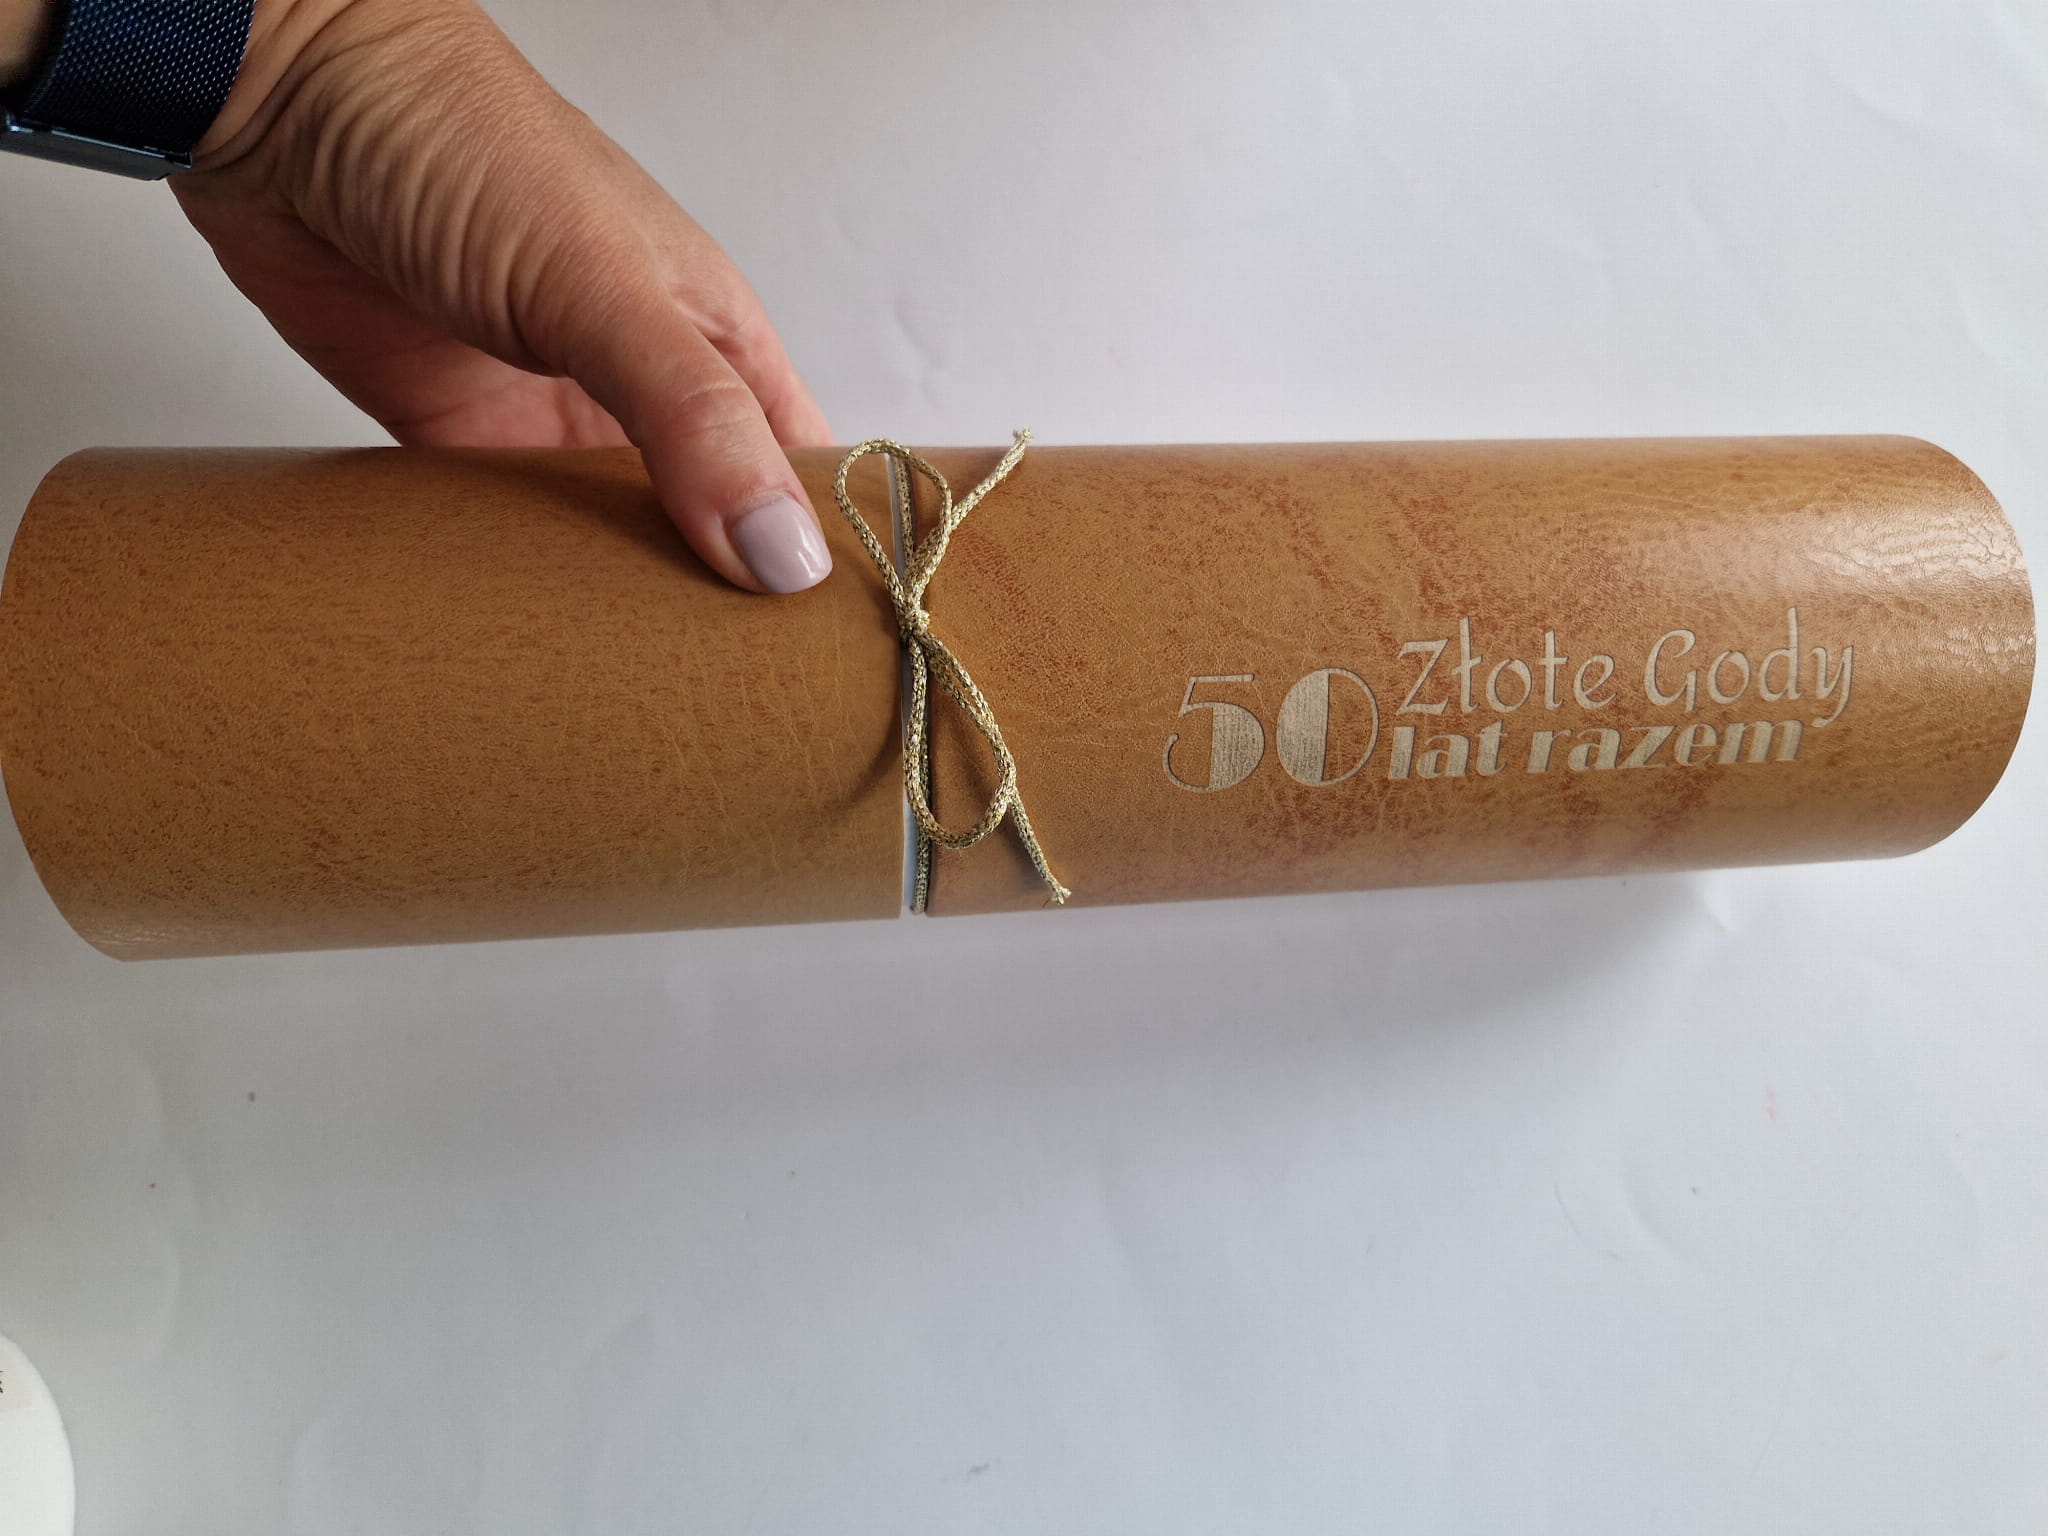 50 Złote Gody
lat razem